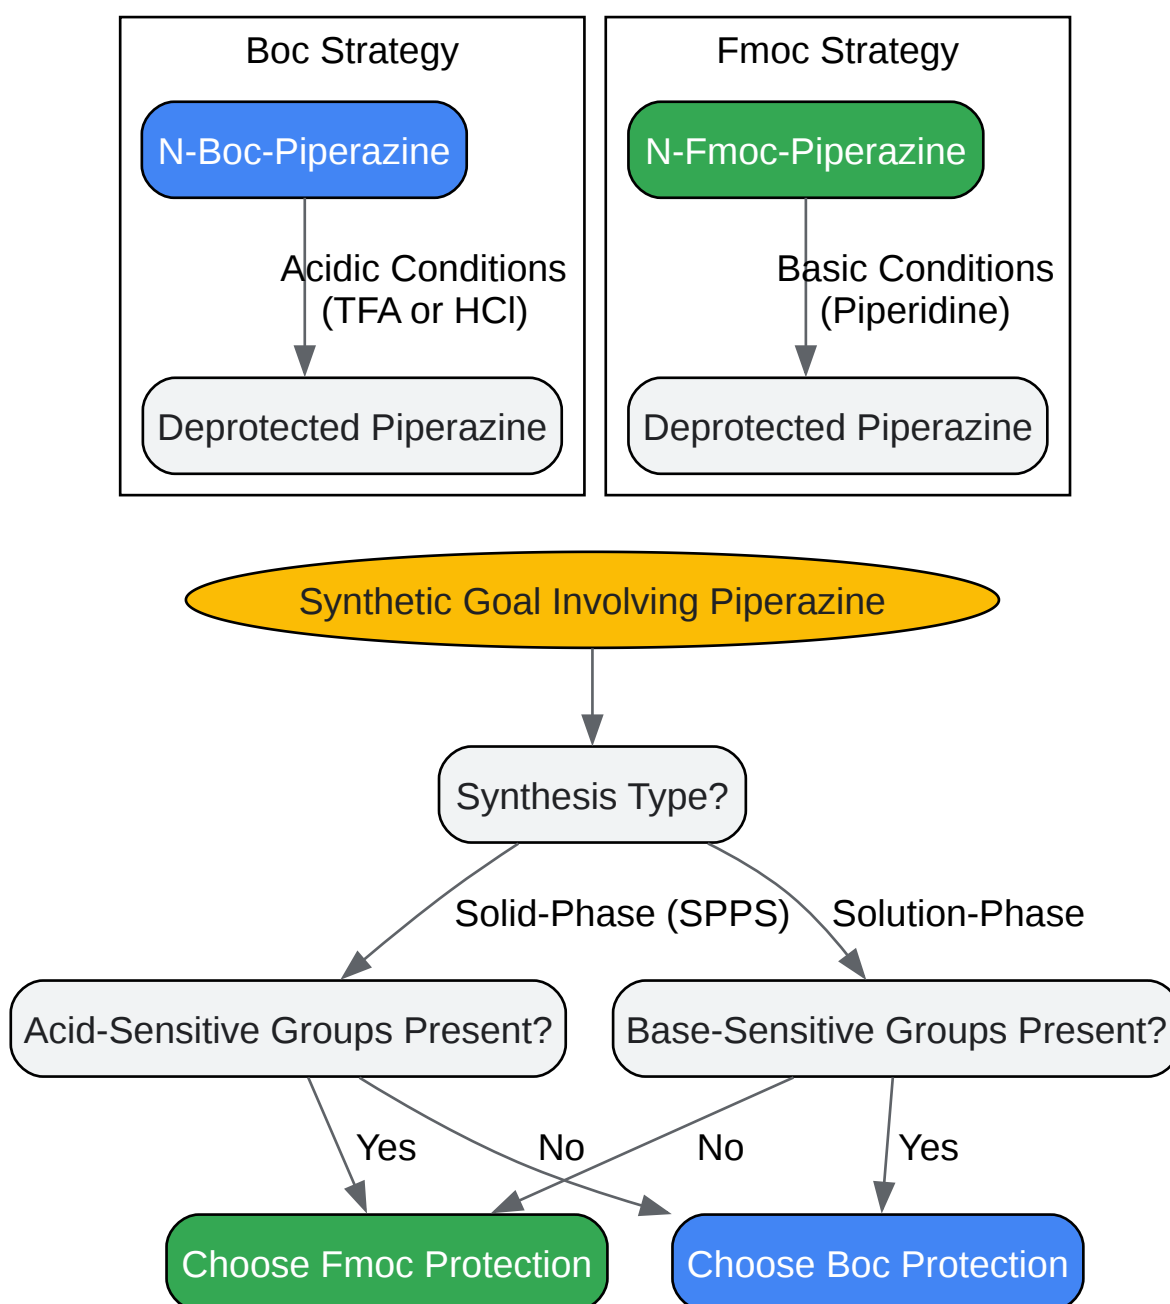 Boc Strategy
Fmoc Strategy
N-Boc-Piperazine
N-Fmoc-Piperazine
Acidic Conditions
(TFA or HCl)
Basic Conditions
(Piperidine)
Deprotected Piperazine
Deprotected Piperazine
Synthetic Goal Involving Piperazine
Synthesis Type?
Solid-Phase (SPPS)
Solution-Phase
Acid-Sensitive Groups Present?
Base-Sensitive Groups Present?
Yes
No
No
Yes
Choose Fmoc Protection
Choose Boc Protection